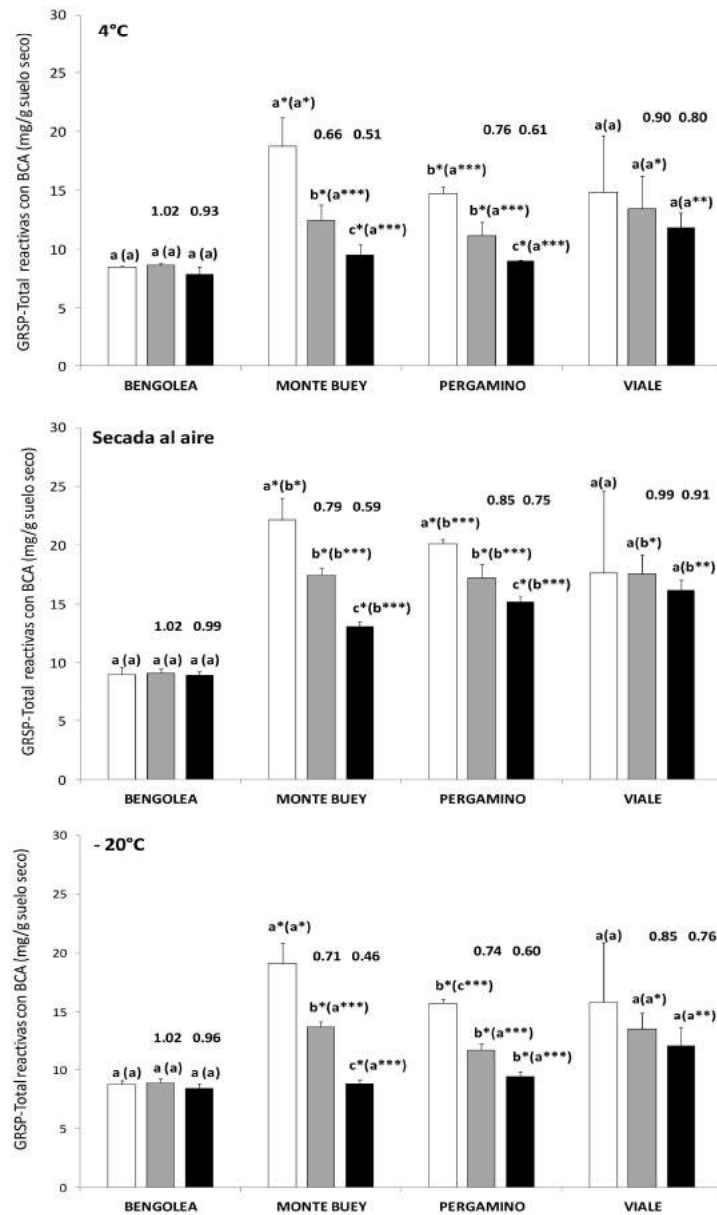 4°C
GRSP-Total reactivas con BCA (mg/g suelo seco)
30
25
20
15
10
5
0
a*(a*)
0.66 0.51
0.76 0.61
a(a)
0.90 0.80
b*(a***)
a(a*)
1.02 0.93
b*(a***)
b*(a***)
a(a**)
a (a) a (a) a (a)
c*(a***)
c*(a***)
BENGOLEA MONTE BUEY PERGAMINO VIALE
Secada al aire
GRSP-Total reactivas con BCA (mg/g suelo seco)
30
25
20
15
10
5
0
a*(b*)
0.79 0.59
0.85 0.75
a(a)
0.99 0.91
a*(b***)
b*(b***)
b*(b***)
a(b*)
c*(b***)
c*(b***)
a(b**)
1.02 0.99
a (a) a (a) a (a)
BENGOLEA MONTE BUEY PERGAMINO VIALE
- 20°C
GRSP-Total reactivas con BCA (mg/g suelo seco)
30
25
20
15
10
5
0
a*(a*)
0.71 0.46
0.74 0.60
a(a)
0.85 0.76
b*(c***)
b*(a***)
a(a*)
a(a**)
1.02 0.96
b*(a***)
b*(a***)
a (a) a (a) a (a)
c*(a***)
BENGOLEA MONTE BUEY PERGAMINO VIALE